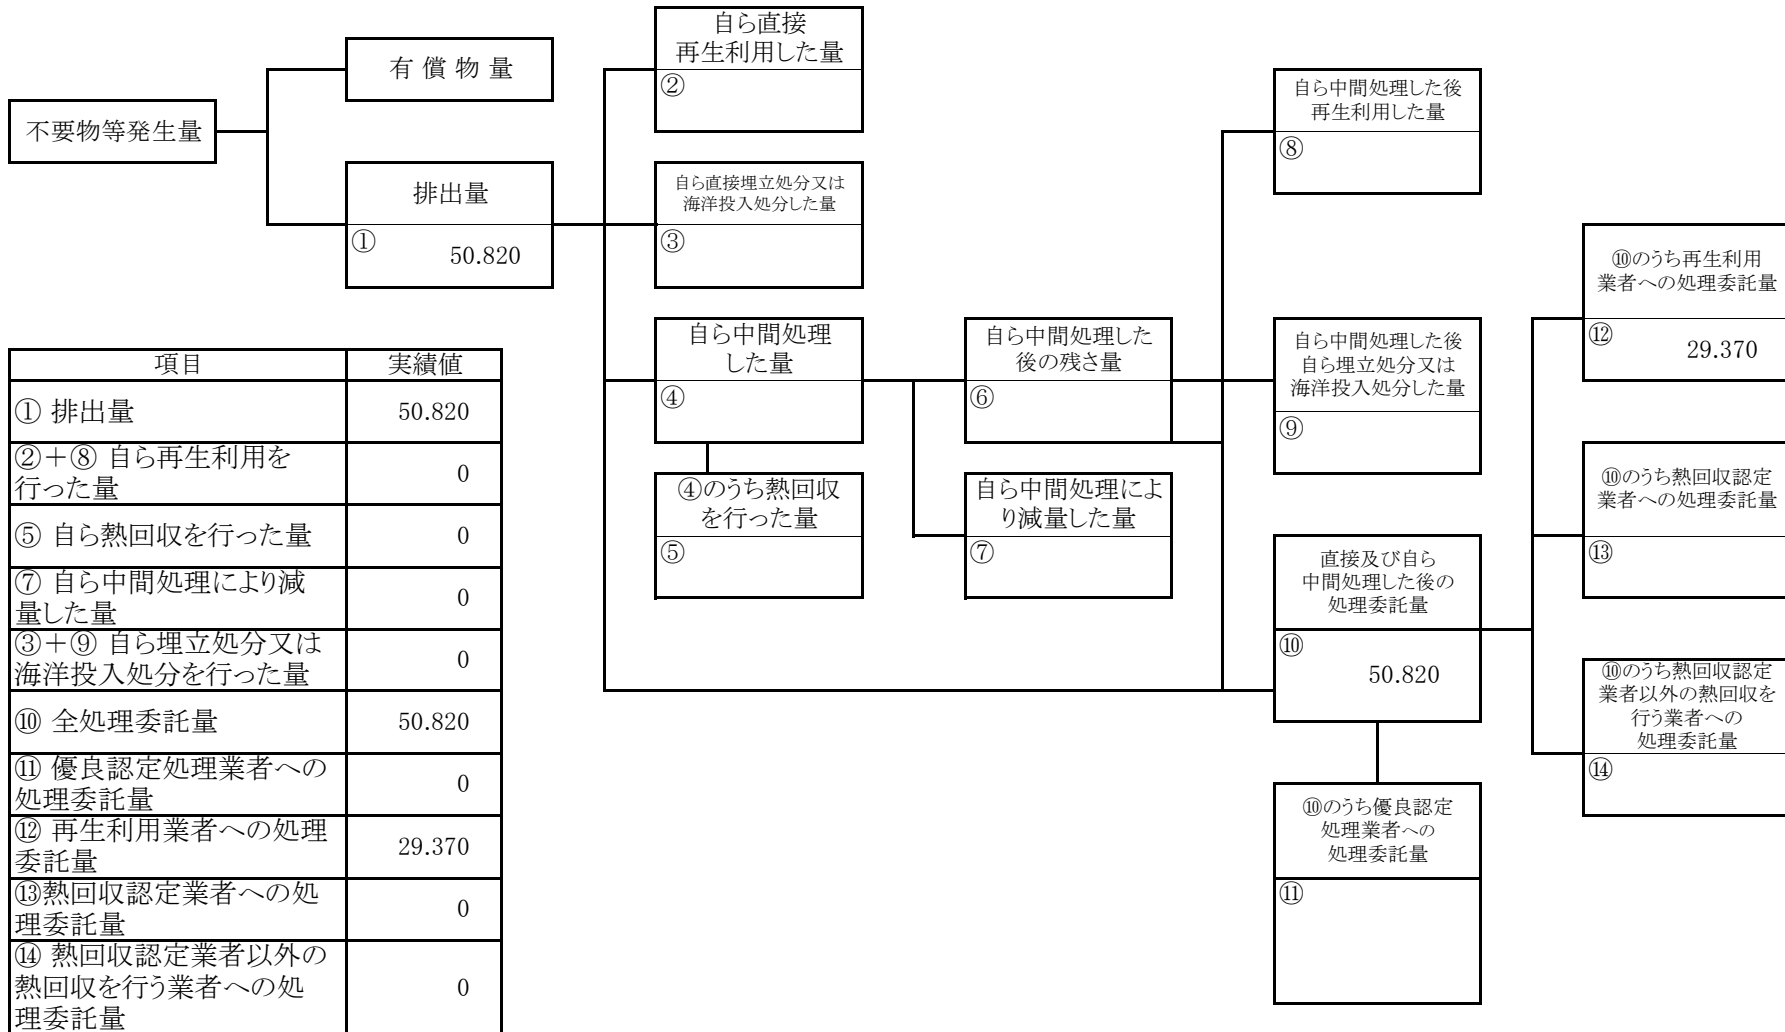 不要物等発生量
有 償 物 量
排出量
①
50.820
自ら直接
再生利用した量
②
自ら直接埋立処分又は
海洋投入処分した量
③
自ら中間処理
した量
④
④のうち熱回収
を行った量
⑤
自ら中間処理した
後の残さ量
⑥
自ら中間処理によ
り減量した量
⑦
自ら中間処理した後
再生利用した量
⑧
自ら中間処理した後
自ら埋立処分又は
海洋投入処分した量
⑨
直接及び自ら
中間処理した後の
処理委託量
⑩
50.820
⑩のうち優良認定
処理業者への
処理委託量
⑪
⑩のうち再生利用
業者への処理委託量
⑫
29.370
⑩のうち熱回収認定
業者への処理委託量
⑬
⑩のうち熱回収認定
業者以外の熱回収を
行う業者への
処理委託量
⑭
項目 実績値
① 排出量 50.820
②＋⑧ 自ら再生利用を
行った量 0
⑤ 自ら熱回収を行った量 0
⑦ 自ら中間処理により減
量した量 0
③＋⑨ 自ら埋立処分又は
海洋投入処分を行った量 0
⑩ 全処理委託量 50.820
⑪ 優良認定処理業者への
処理委託量 0
⑫ 再生利用業者への処理
委託量 29.370
⑬熱回収認定業者への処
理委託量 0
⑭ 熱回収認定業者以外の
熱回収を行う業者への処
理委託量 0